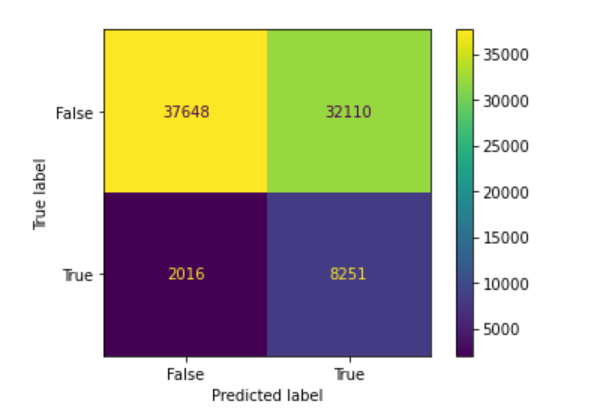 False
37648
32110
True
2016
8251
False
True
Predicted label
True label
35000
30000
25000
20000
15000
10000
5000